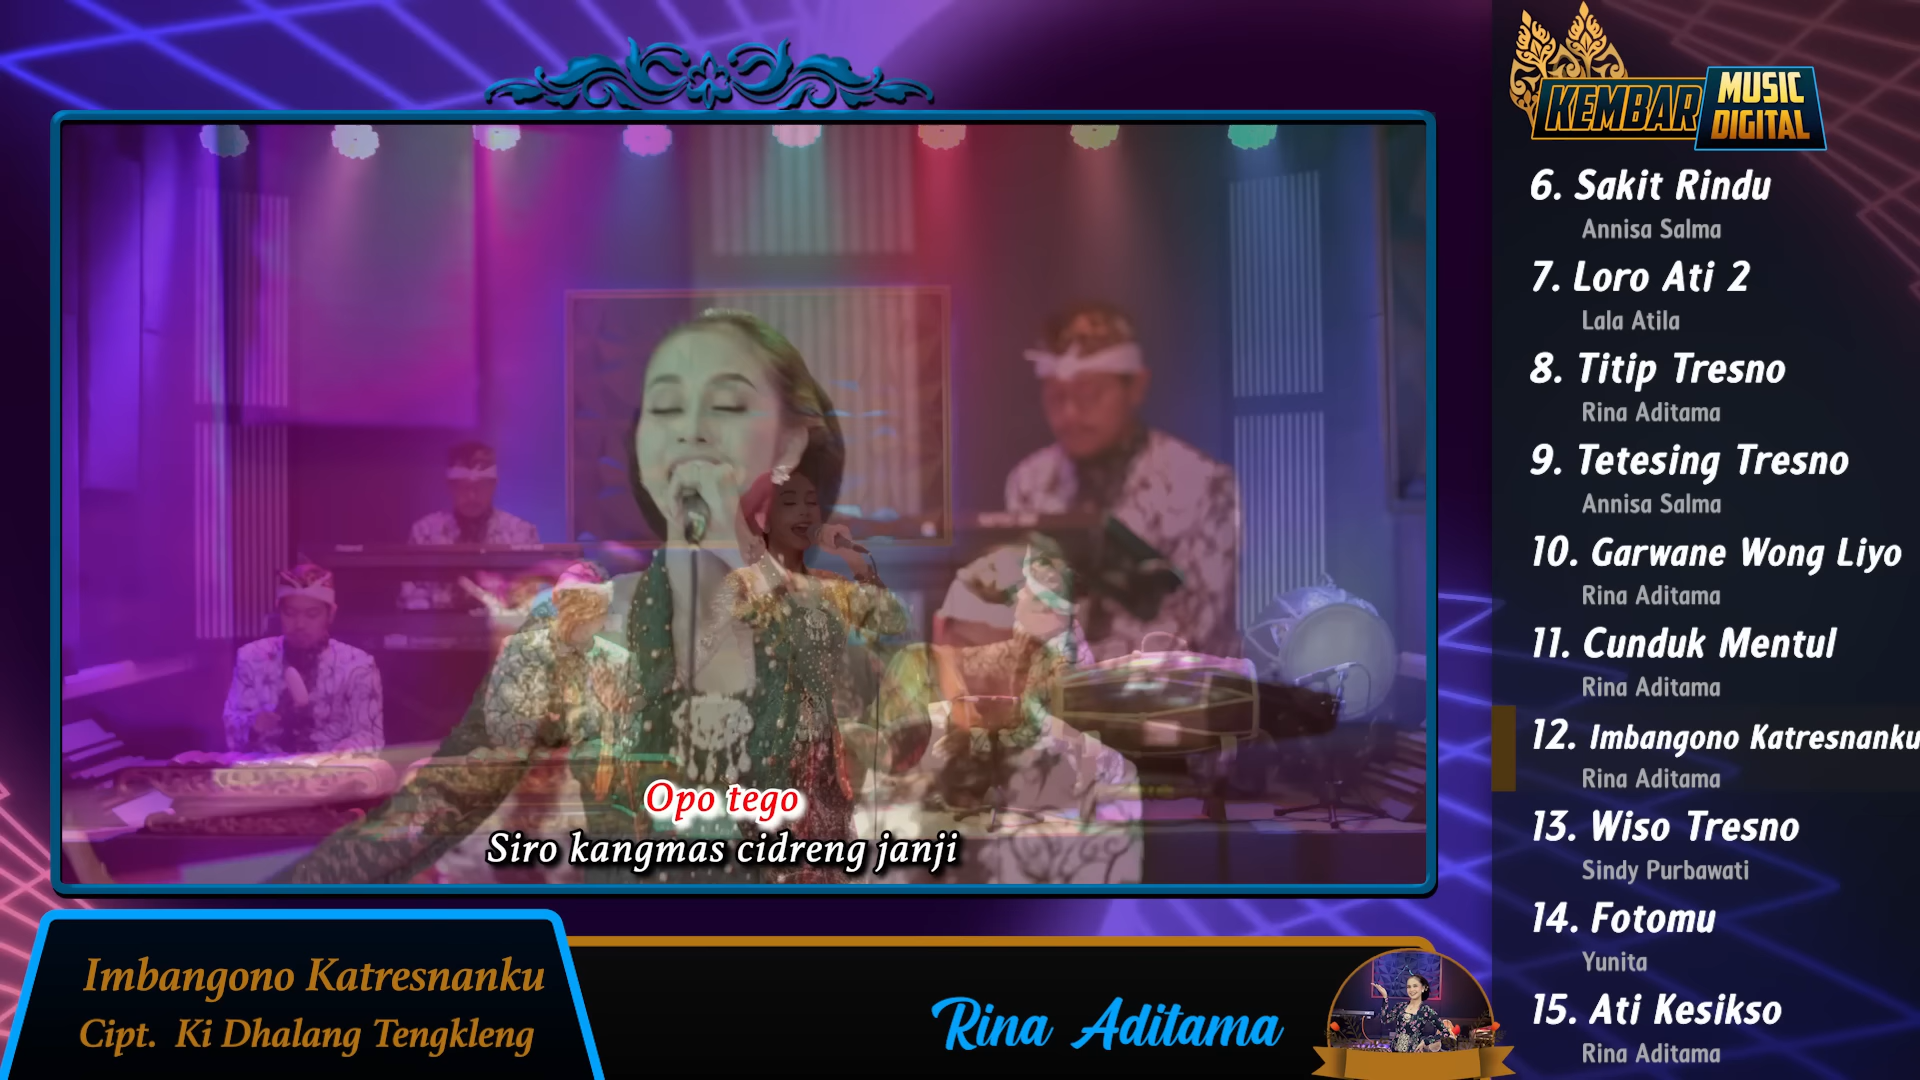 KEMBAR MUSIC DIGITAL
6. Sakit Rindu
Annisa Salma
7. Loro Ati 2
Lala Atila
8. Titip Tresno
Rina Aditama
9. Tetesing Tresno
Annisa Salma
10. Garwane Wong Liyo
Rina Aditama
11. Cunduk Mentul
Rina Aditama
12. Imbangono Katresnanku
Rina Aditama
13. Wiso Tresno
Sindy Purbawati
14. Fotomu
Yunita
15. Ati Kesikso
Rina Aditama
Opo tego
Siro kangmas cidreng janji
Imbangono Katresnanku
Cipt. Ki Dhalang Tengkleng
Rina Aditama